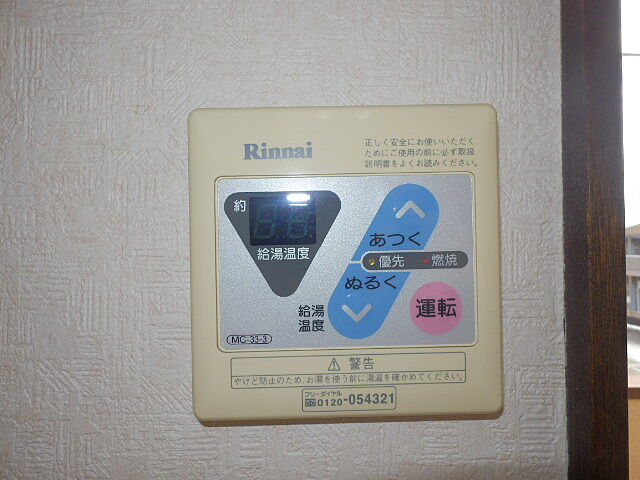 Rinnai
正しく安全にお使いいただく
ためにご使用の前に必ず取扱
説明書をよくお読みください。
約
給湯温度
あつく
優先 燃焼
ぬるく
給湯
温度
運転
MC-33-3
⚠ 警告
やけど防止のため、お湯を使う前に湯温を確かめてください。
フリーダイヤル
0120-054321